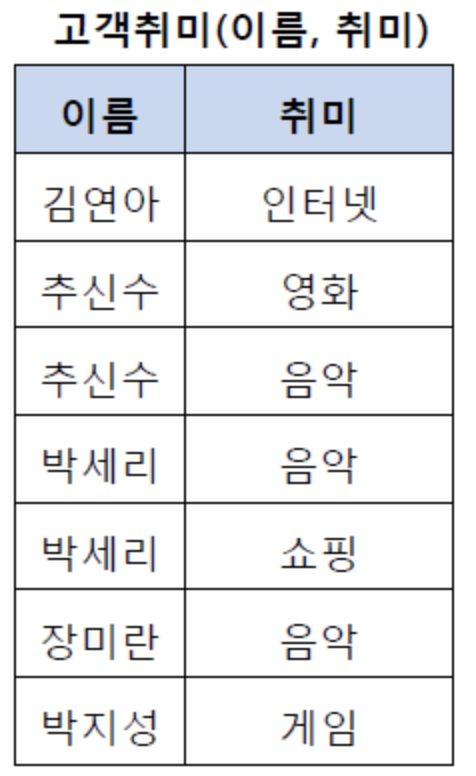 고객취미(이름, 취미)
이름 취미
김연아 인터넷
추신수 영화
추신수 음악
박세리 음악
박세리 쇼핑
장미란 음악
박지성 게임